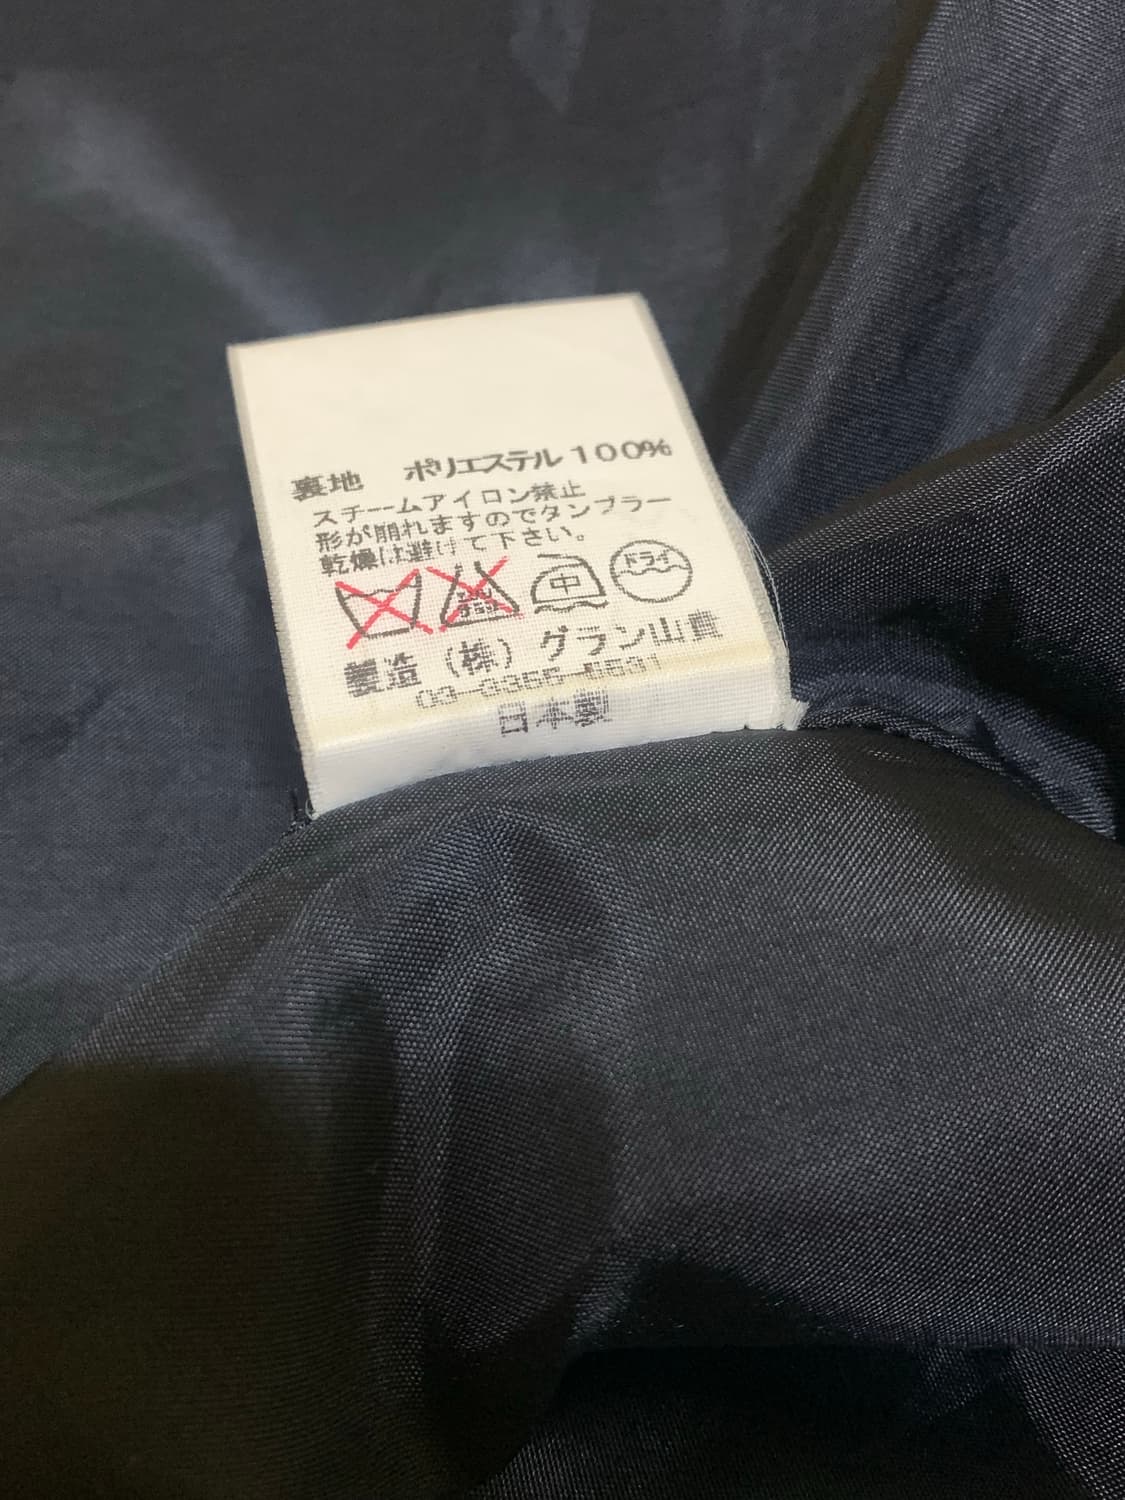 裏地 ポリエステル100%
スチームアイロン禁止
形が崩れますのでタンブラー
乾燥は避けて下さい。
中 ドライ
製造 (株) グラン山貴
03-3355-5531
日本製